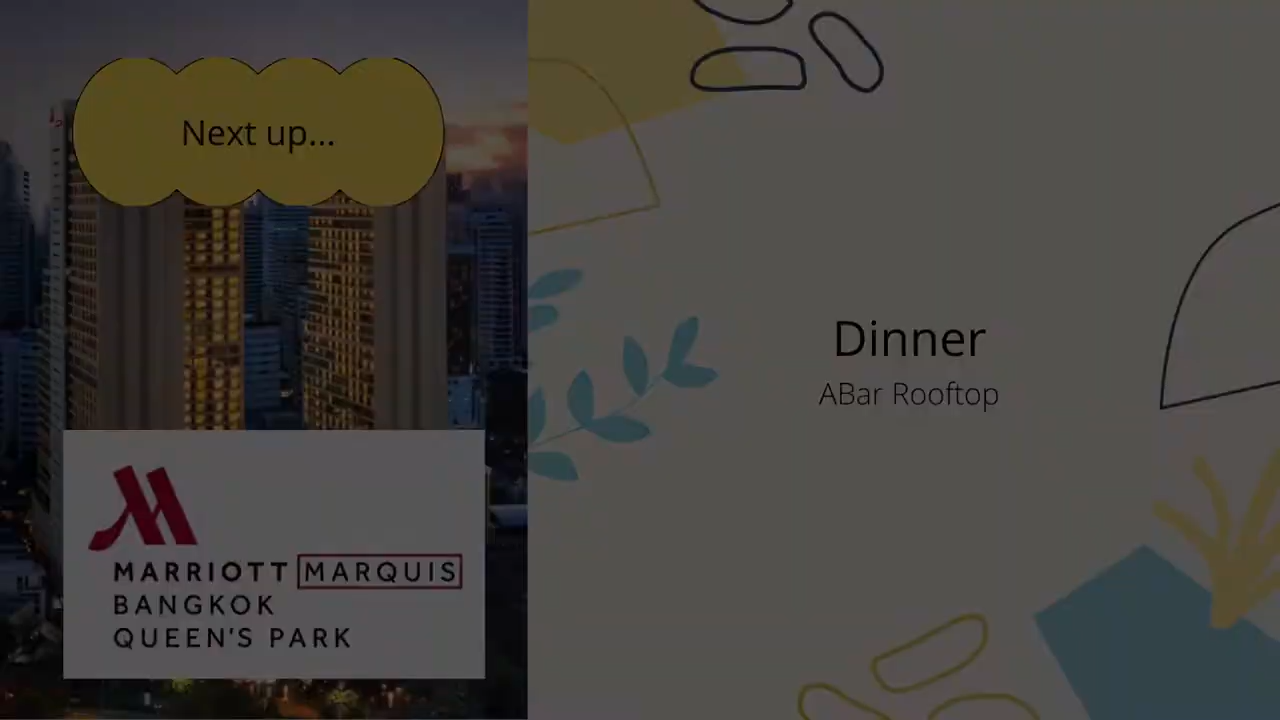 Next up...
MARRIOTT MARQUIS
BANGKOK
QUEEN'S PARK
Dinner
ABar Rooftop